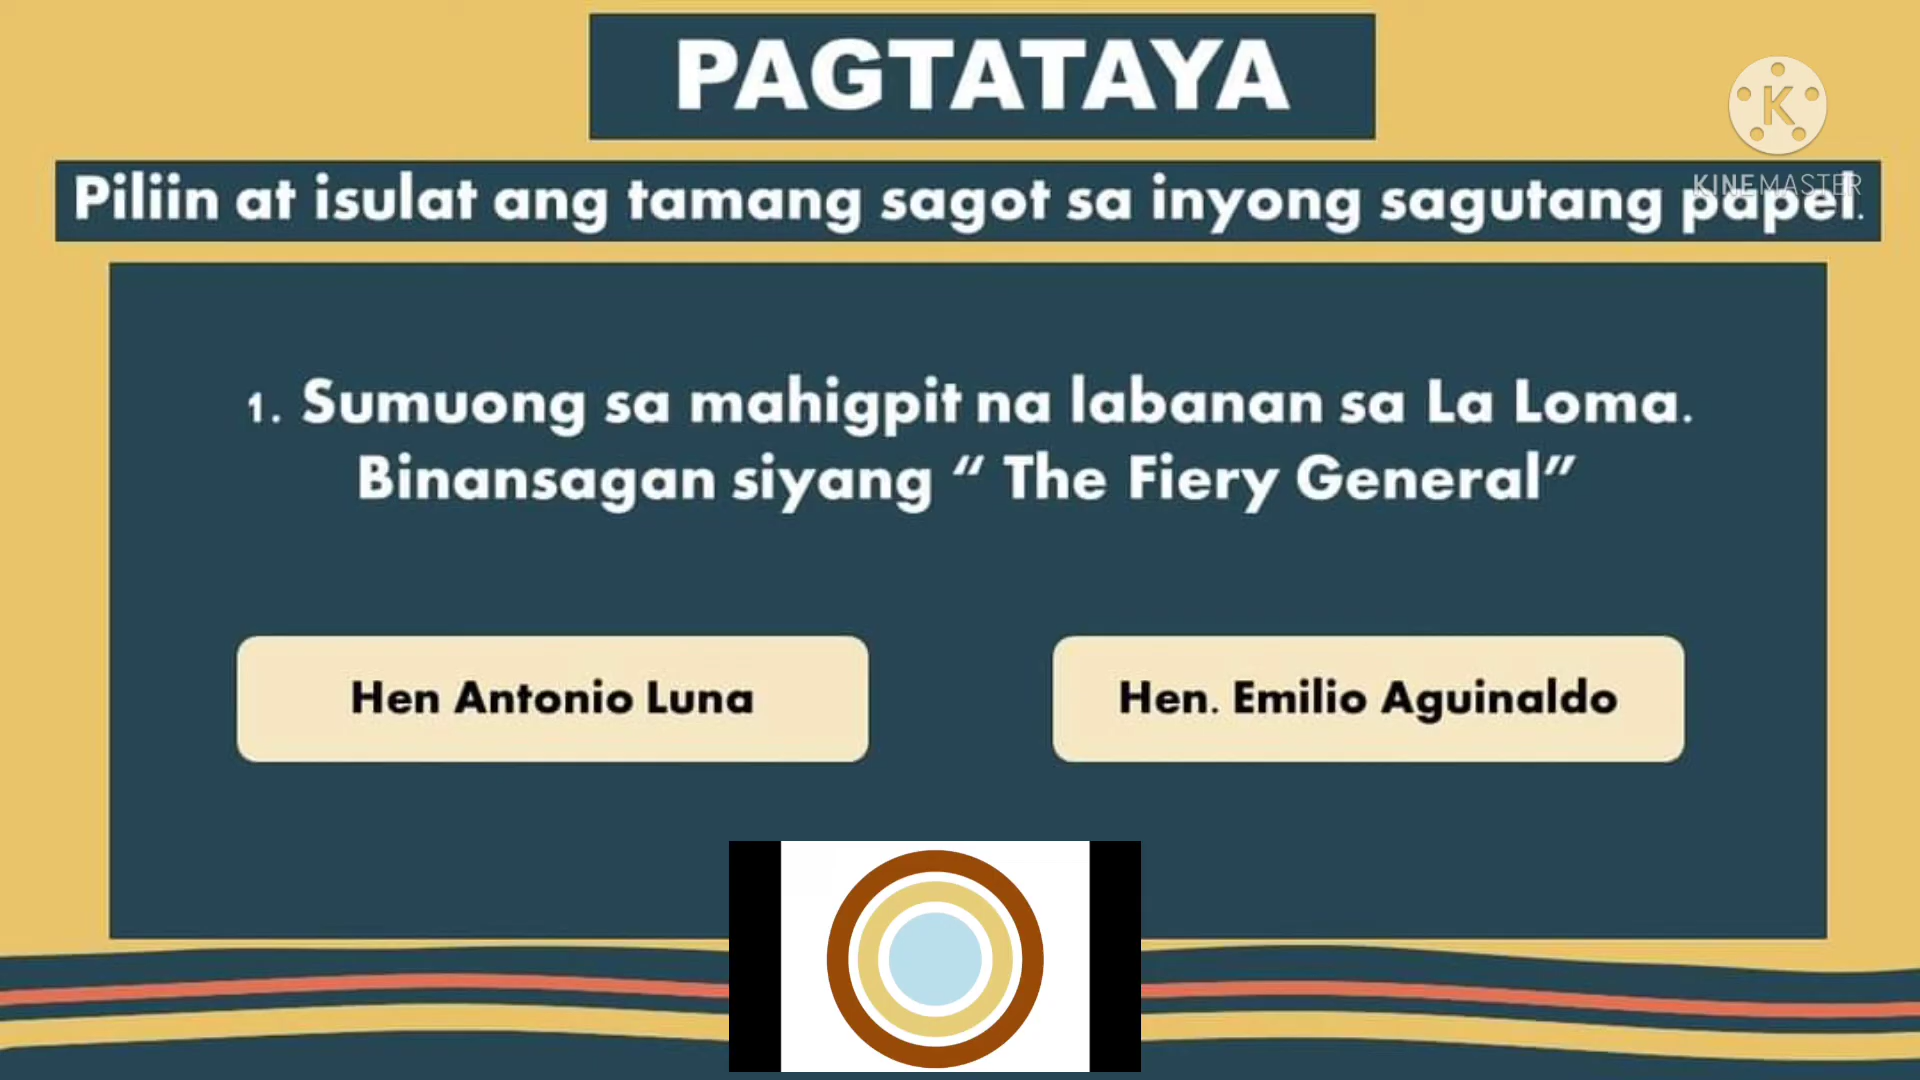 PAGTATAYA
K
KINEMASTER
Piliin at isulat ang tamang sagot sa inyong sagutang papel.
1. Sumuong sa mahigpit na labanan sa La Loma.
Binansagan siyang “ The Fiery General”
Hen Antonio Luna
Hen. Emilio Aguinaldo